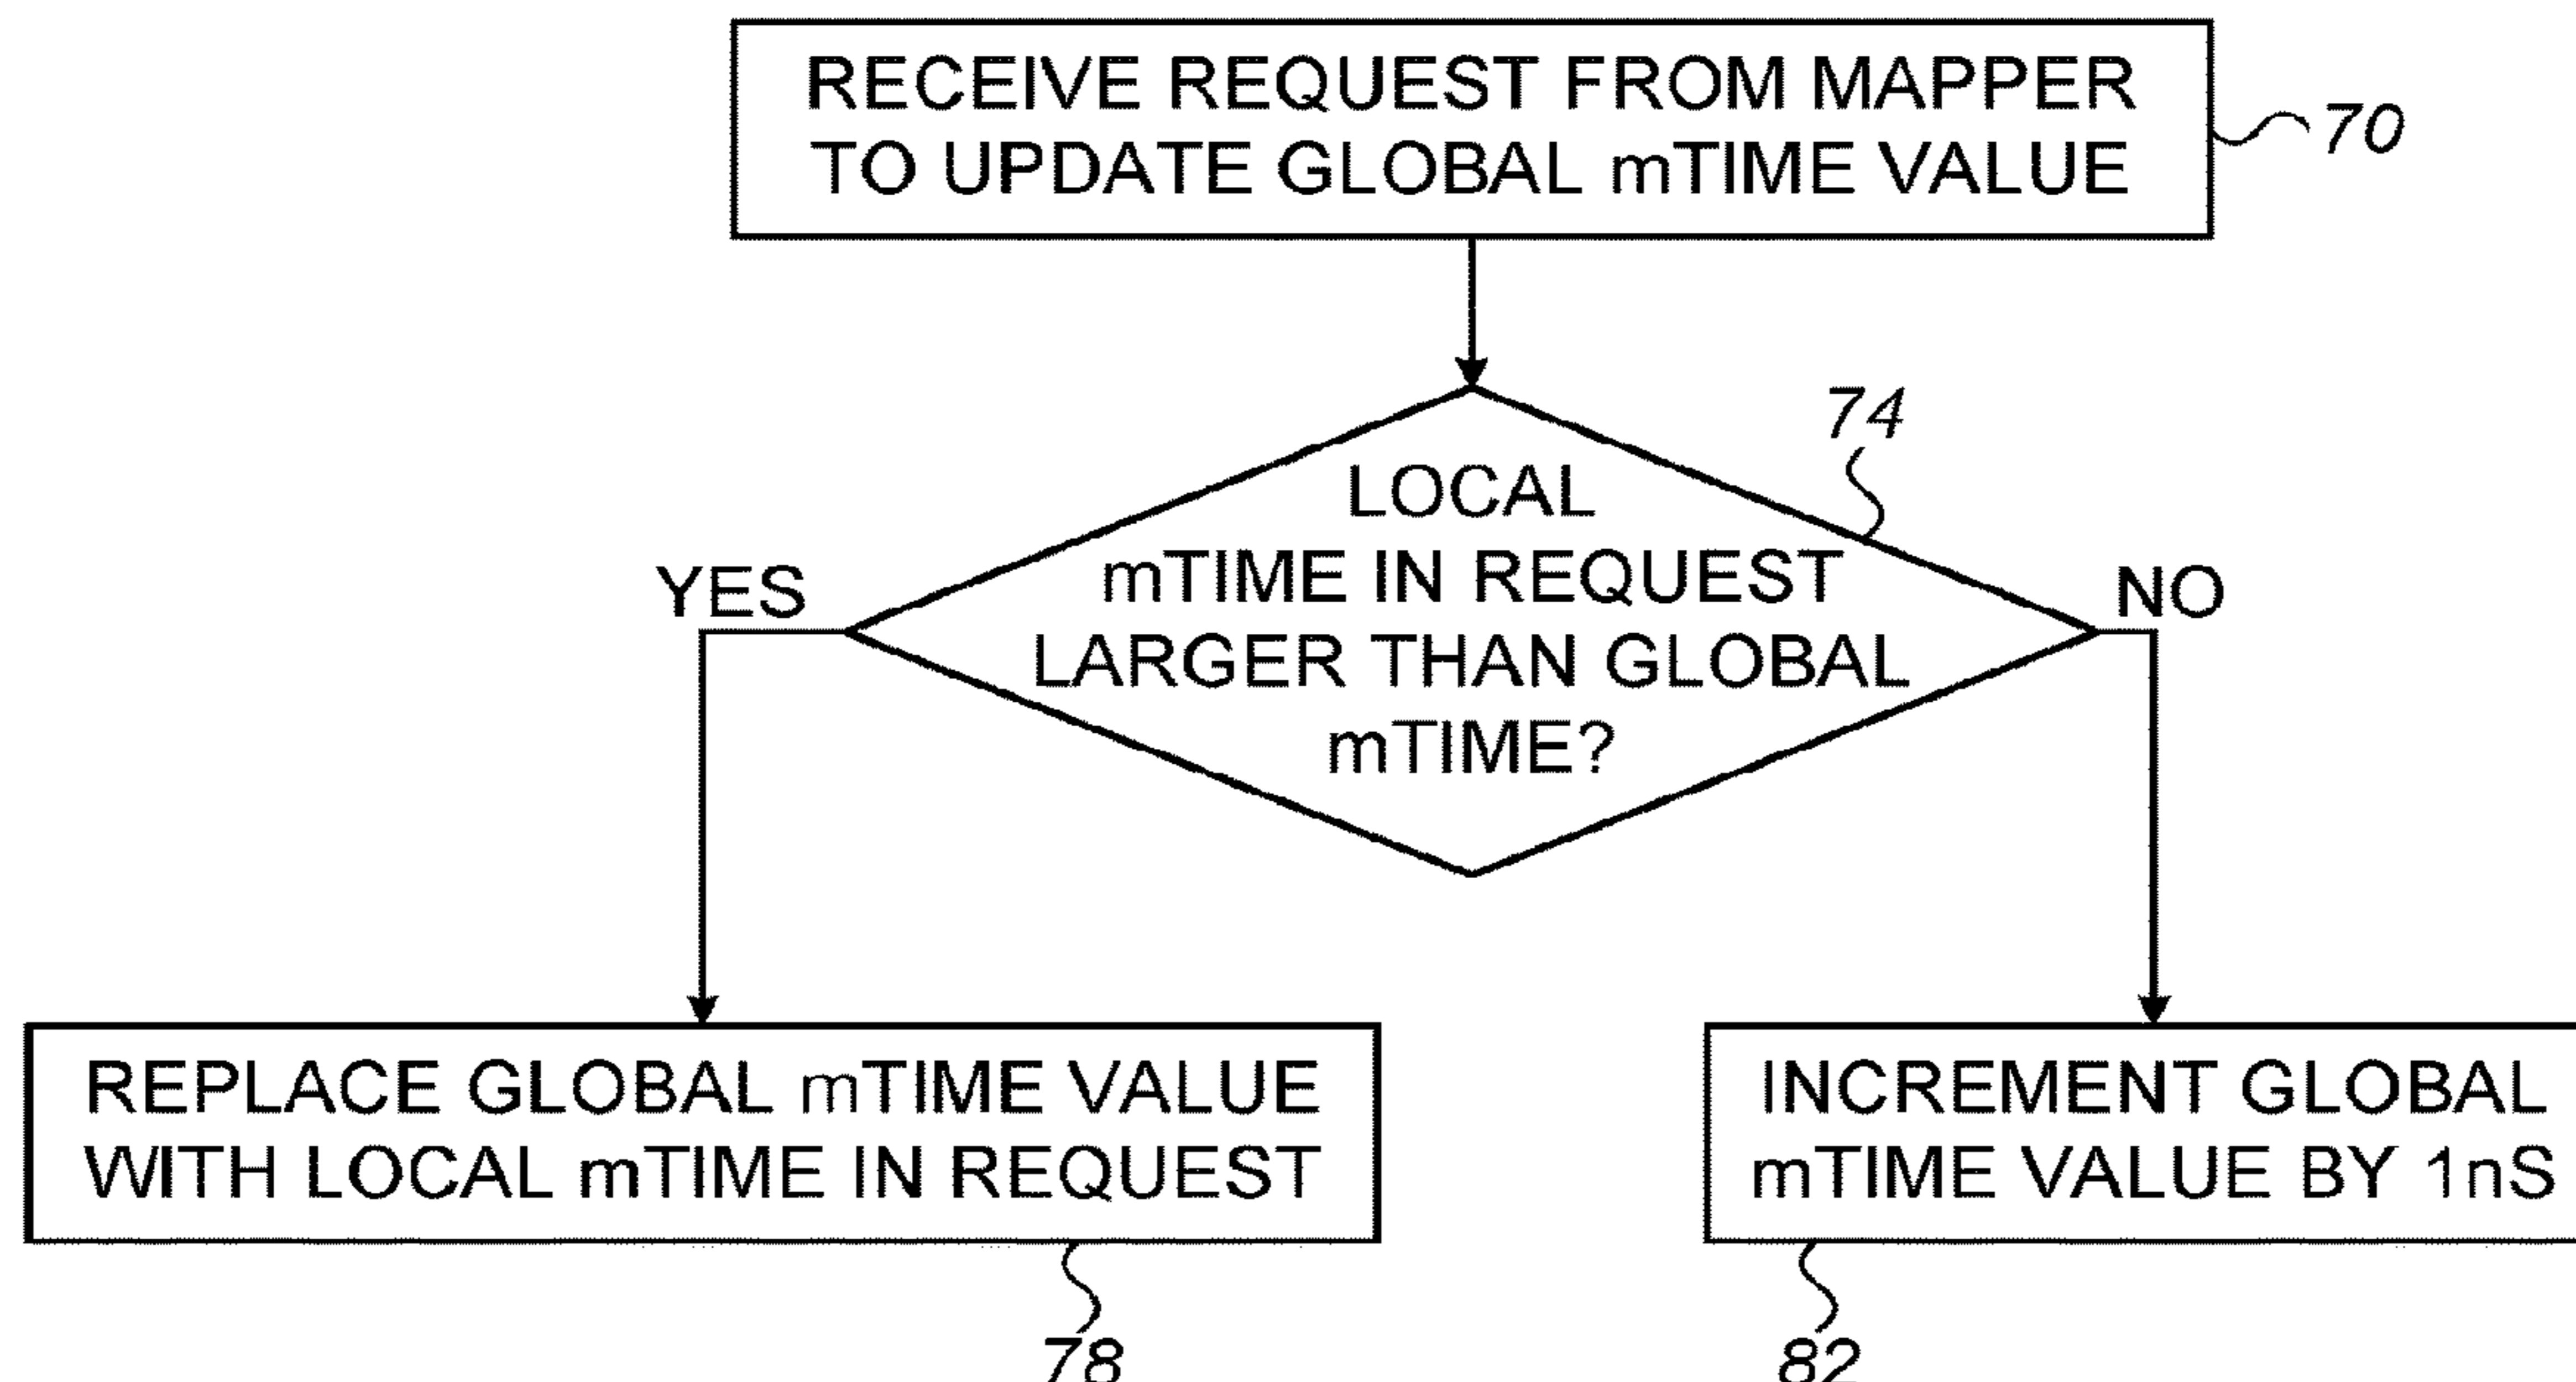 RECEIVE REQUEST FROM MAPPER
TO UPDATE GLOBAL mTIME VALUE
70
74
LOCAL
mTIME IN REQUEST
LARGER THAN GLOBAL
mTIME?
YES
NO
REPLACE GLOBAL mTIME VALUE
WITH LOCAL mTIME IN REQUEST
INCREMENT GLOBAL
mTIME VALUE BY 1nS
78
82